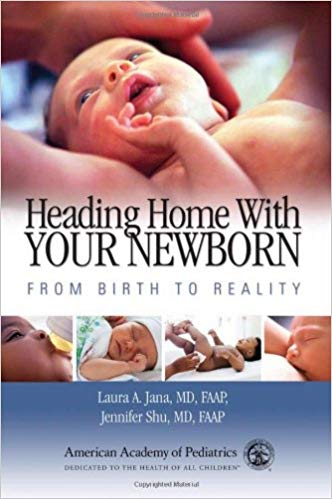 Heading Home With
YOUR NEWBORN
FROM BIRTH TO REALITY
Laura A. Jana, MD, FAAP,
Jennifer Shu, MD, FAAP
American Academy of Pediatrics
DEDICATED TO THE HEALTH OF ALL CHILDREN™